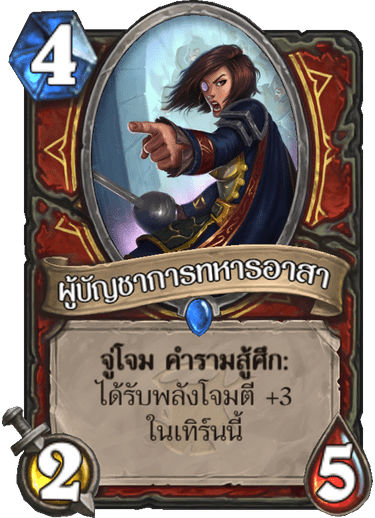 4
ผู้บัญชาการทหารอาสา
จู่โจม คำรามสู้ศึก:
ได้รับพลังโจมตี +3
ในเทิร์นนี้
2
5